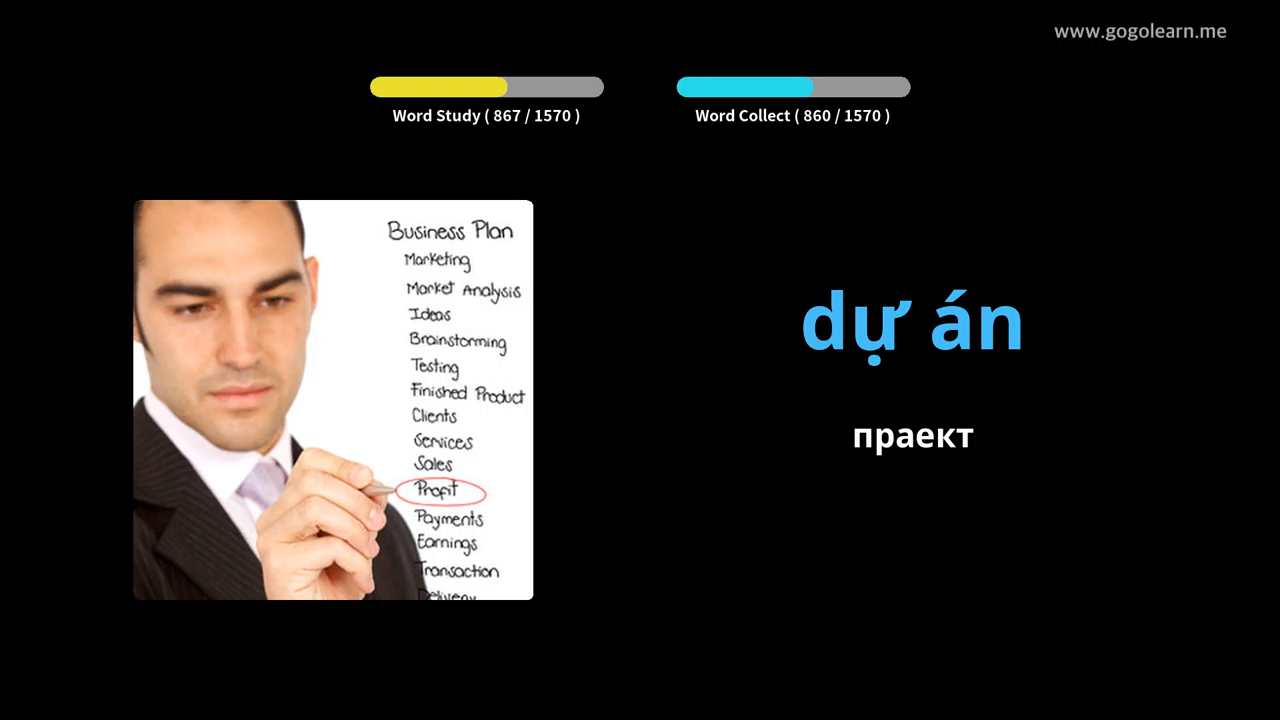 www.gogolearn.me
Word Study ( 867 / 1570 )
Word Collect ( 860 / 1570 )
Business Plan
Marketing
Market Analysis
Ideas
Brainstorming
Testing
Finished Product
Clients
Services
Sales
Profit
Payments
Earnings
Transaction
Delivery
dự án
праект